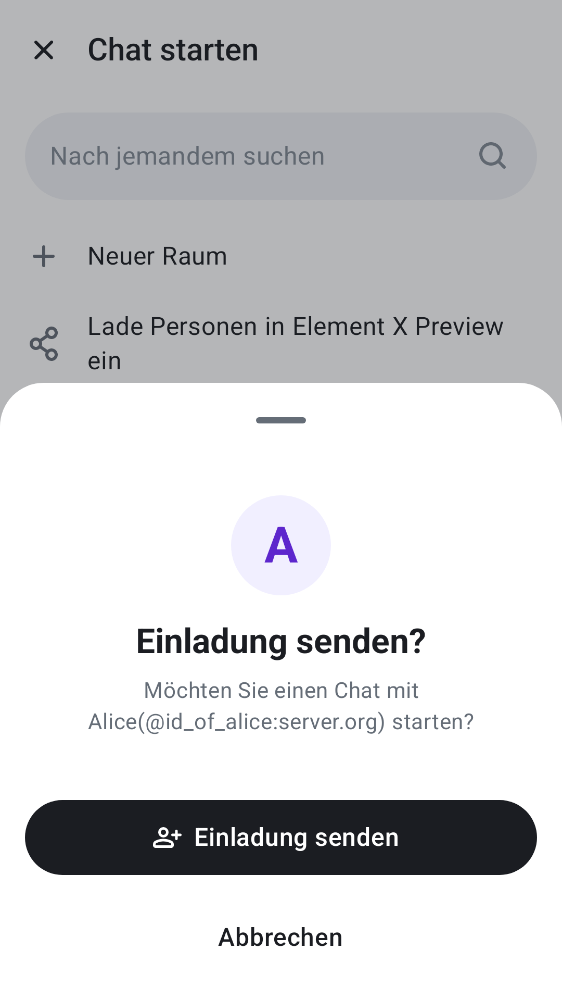 Chat starten
Nach jemandem suchen
Neuer Raum
Lade Personen in Element X Preview
ein
A
Einladung senden?
Möchten Sie einen Chat mit
Alice(@id_of_alice:server.org) starten?
Einladung senden
Abbrechen